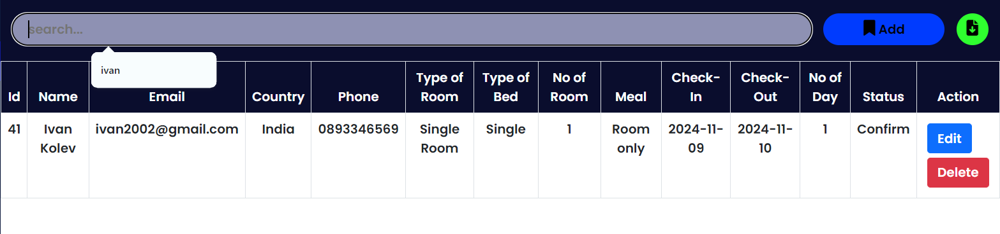 search...
Add
ivan
Id Name Email Country Phone Type of Room Type of Bed No of Room Meal Check-In Check-Out No of Day Status Action
41 Ivan Kolev ivan2002@gmail.com India 0893346569 Single Room Single 1 Room only 2024-11-09 2024-11-10 1 Confirm Edit
Delete